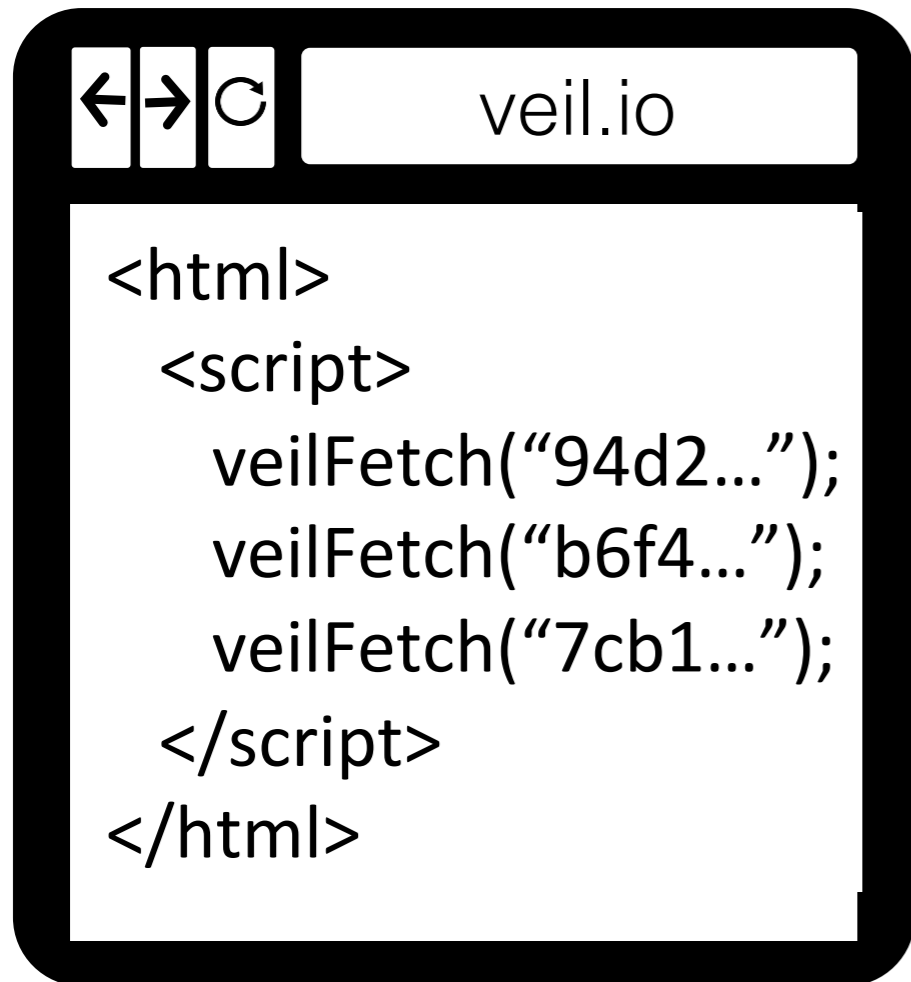 veil.io
<html>
<script>
veilFetch(“94d2…”);
veilFetch(“b6f4…”);
veilFetch(“7cb1…”);
</script>
</html>